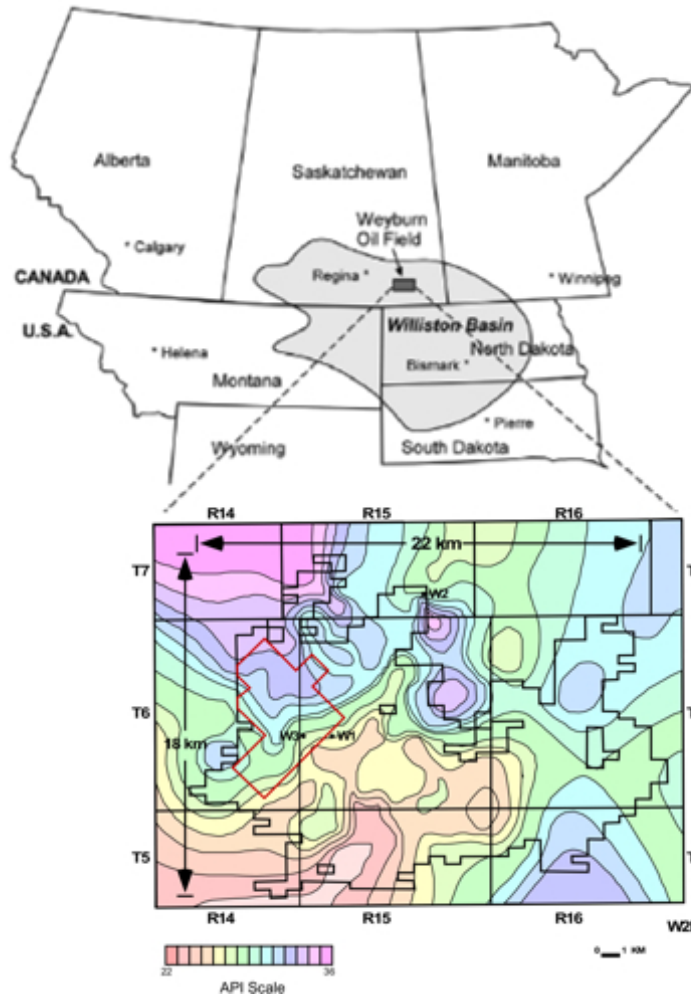 Alberta
Saskatchewan
Manitoba
Weyburn
Oil Field
* Calgary
Regina *
* Winnipeg
CANADA
U.S.A.
Williston Basin
* Helena
North Dakota
Bismark *
Montana
* Pierre
Wyoming
South Dakota
R14 R15 R16
22 km
T7 T
W2
T6 T
W3 W1
18 km
T5 T
R14 R15 R16
22 36
API Scale
0 1 KM